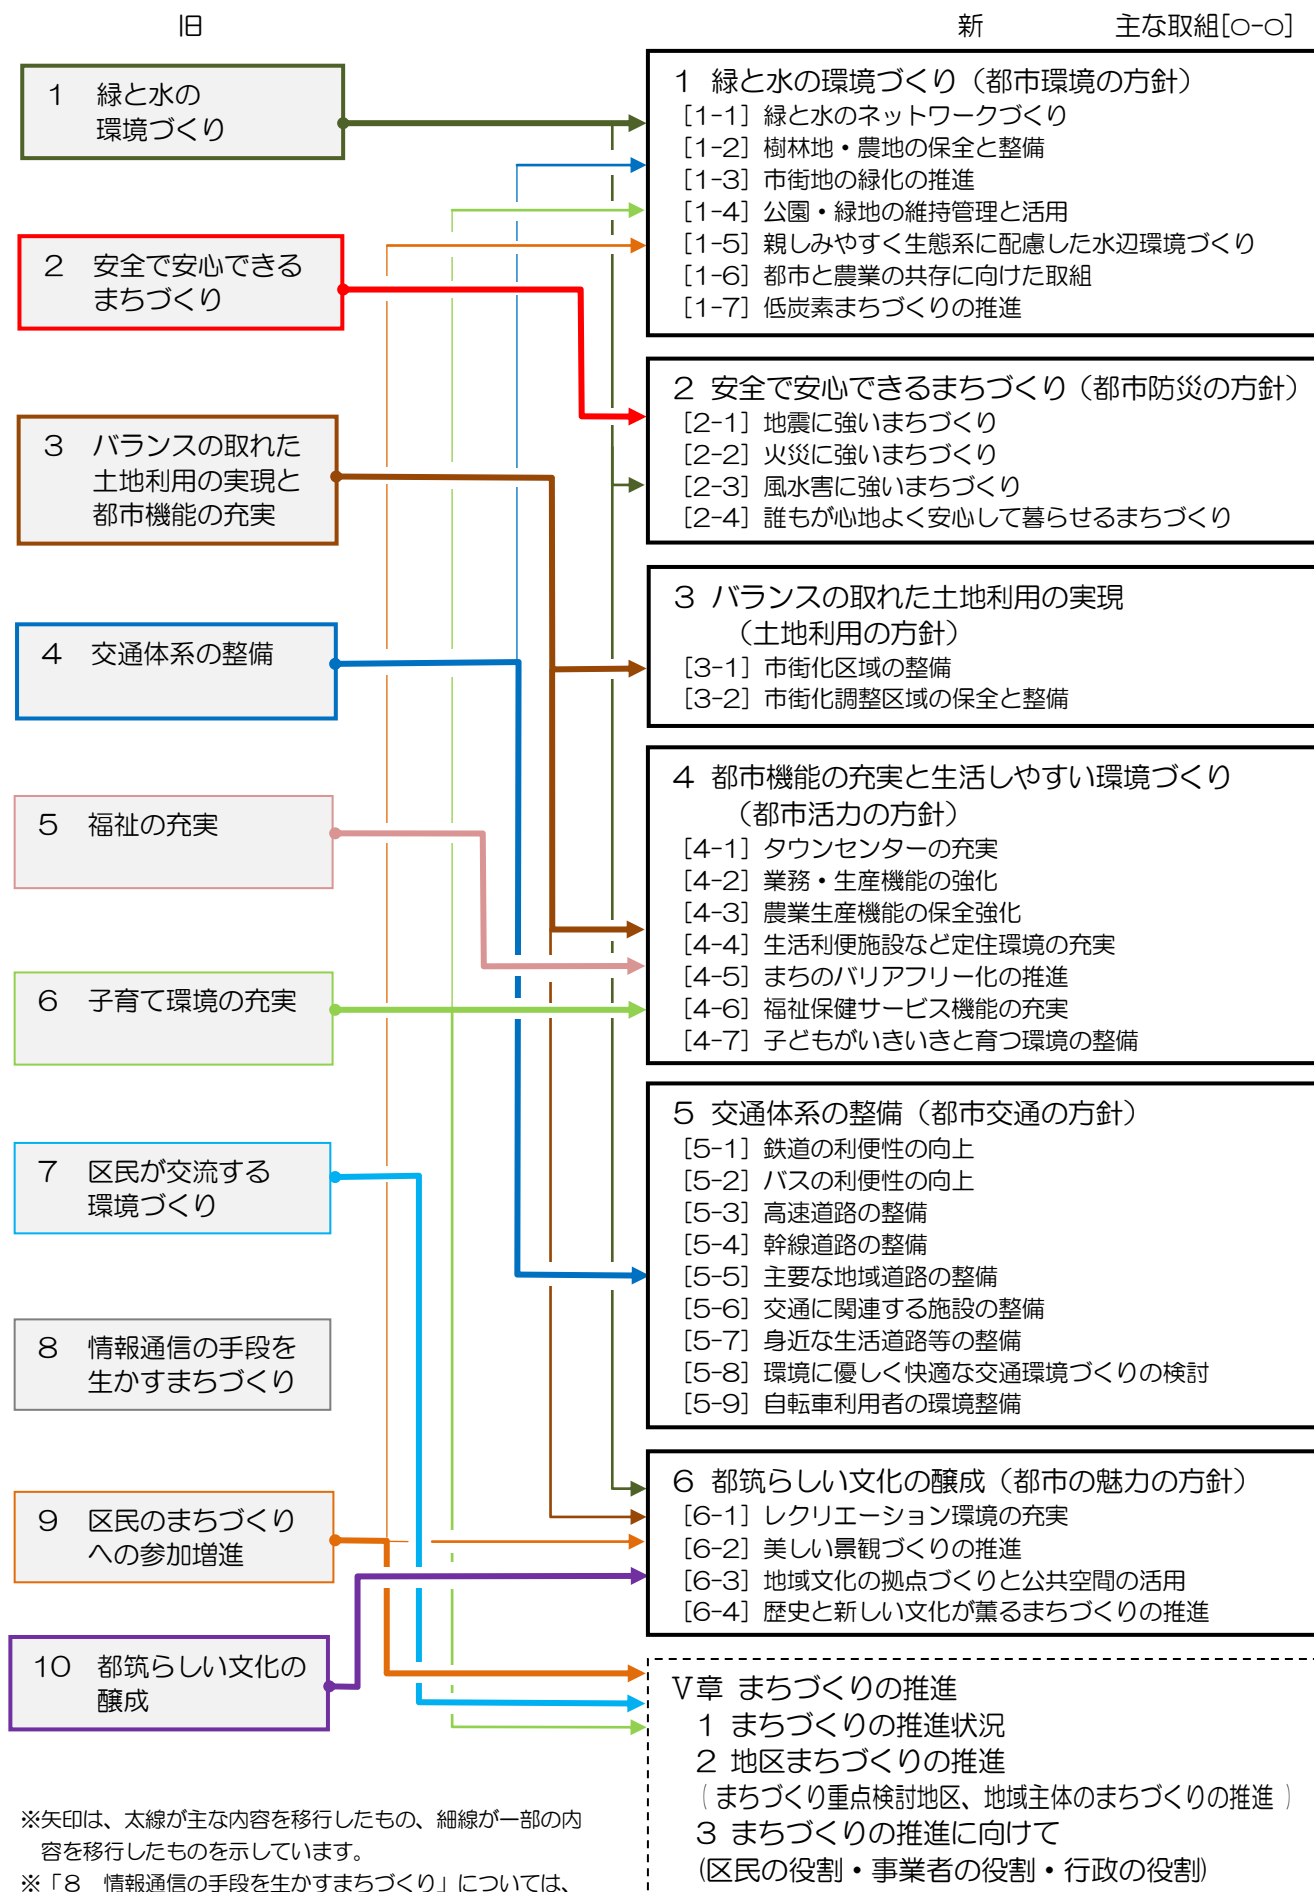 旧
1 緑と水の
環境づくり
2 安全で安心できる
まちづくり
3 バランスの取れた
土地利用の実現と
都市機能の充実
4 交通体系の整備
5 福祉の充実
6 子育て環境の充実
7 区民が交流する
環境づくり
8 情報通信の手段を
生かすまちづくり
9 区民のまちづくり
への参加増進
10 都筑らしい文化の
醸成
※矢印は、太線が主な内容を移行したもの、細線が一部の内
容を移行したものを示しています。
※「8 情報通信の手段を生かすまちづくり」については、
新 主な取組[○-○]
1 緑と水の環境づくり（都市環境の方針）
[1-1] 緑と水のネットワークづくり
[1-2] 樹林地・農地の保全と整備
[1-3] 市街地の緑化の推進
[1-4] 公園・緑地の維持管理と活用
[1-5] 親しみやすく生態系に配慮した水辺環境づくり
[1-6] 都市と農業の共存に向けた取組
[1-7] 低炭素まちづくりの推進
2 安全で安心できるまちづくり（都市防災の方針）
[2-1] 地震に強いまちづくり
[2-2] 火災に強いまちづくり
[2-3] 風水害に強いまちづくり
[2-4] 誰もが心地よく安心して暮らせるまちづくり
3 バランスの取れた土地利用の実現
（土地利用の方針）
[3-1] 市街化区域の整備
[3-2] 市街化調整区域の保全と整備
4 都市機能の充実と生活しやすい環境づくり
（都市活力の方針）
[4-1] タウンセンターの充実
[4-2] 業務・生産機能の強化
[4-3] 農業生産機能の保全強化
[4-4] 生活利便施設など定住環境の充実
[4-5] まちのバリアフリー化の推進
[4-6] 福祉保健サービス機能の充実
[4-7] 子どもがいきいきと育つ環境の整備
5 交通体系の整備（都市交通の方針）
[5-1] 鉄道の利便性の向上
[5-2] バスの利便性の向上
[5-3] 高速道路の整備
[5-4] 幹線道路の整備
[5-5] 主要な地域道路の整備
[5-6] 交通に関連する施設の整備
[5-7] 身近な生活道路等の整備
[5-8] 環境に優しく快適な交通環境づくりの検討
[5-9] 自転車利用者の環境整備
6 都筑らしい文化の醸成（都市の魅力の方針）
[6-1] レクリエーション環境の充実
[6-2] 美しい景観づくりの推進
[6-3] 地域文化の拠点づくりと公共空間の活用
[6-4] 歴史と新しい文化が薫るまちづくりの推進
Ⅴ章 まちづくりの推進
1 まちづくりの推進状況
2 地区まちづくりの推進
（まちづくり重点検討地区、地域主体のまちづくりの推進）
3 まちづくりの推進に向けて
(区民の役割・事業者の役割・行政の役割)